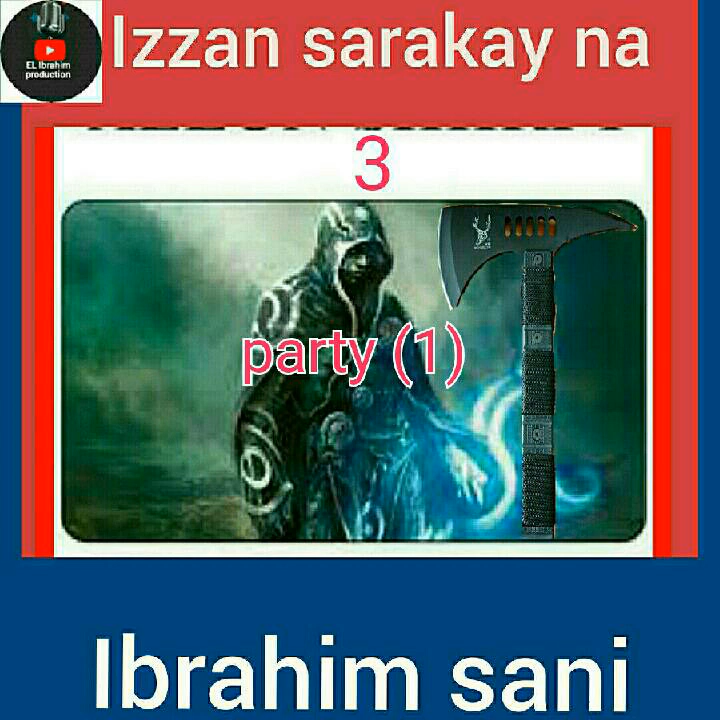 EL Ibrahim
production
Izzan sarakay na
3
party (1)
Ibrahim sani